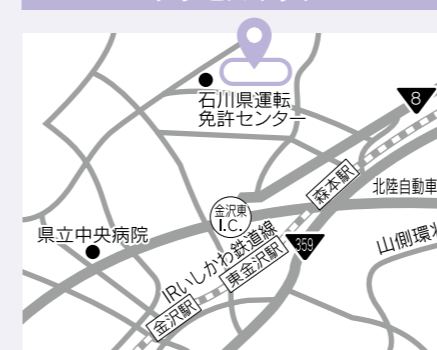 石川県運転
免許センター
8
森本駅
北陸自動車
金沢東
I.C.
県立中央病院
IRいしかわ鉄道線
東金沢駅
359
山側環
金沢駅